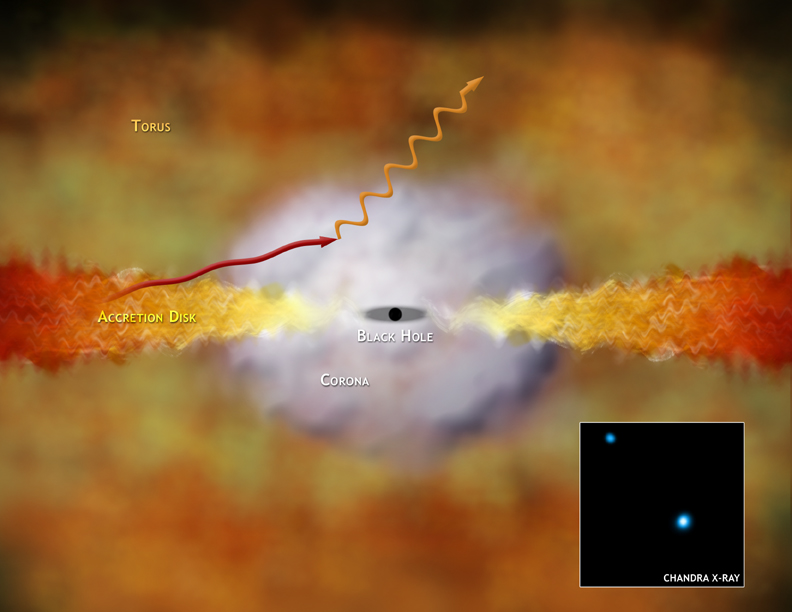 Torus
Accretion Disk
Black Hole
Corona
CHANDRA X-RAY